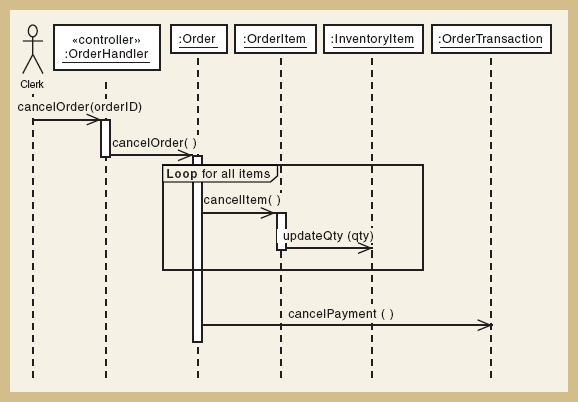 «controller»
:OrderHandler
:Order
:OrderItem
:InventoryItem
:OrderTransaction
Clerk
cancelOrder(orderID)
cancelOrder( )
Loop for all items
cancelItem( )
updateQty (qty)
cancelPayment ( )